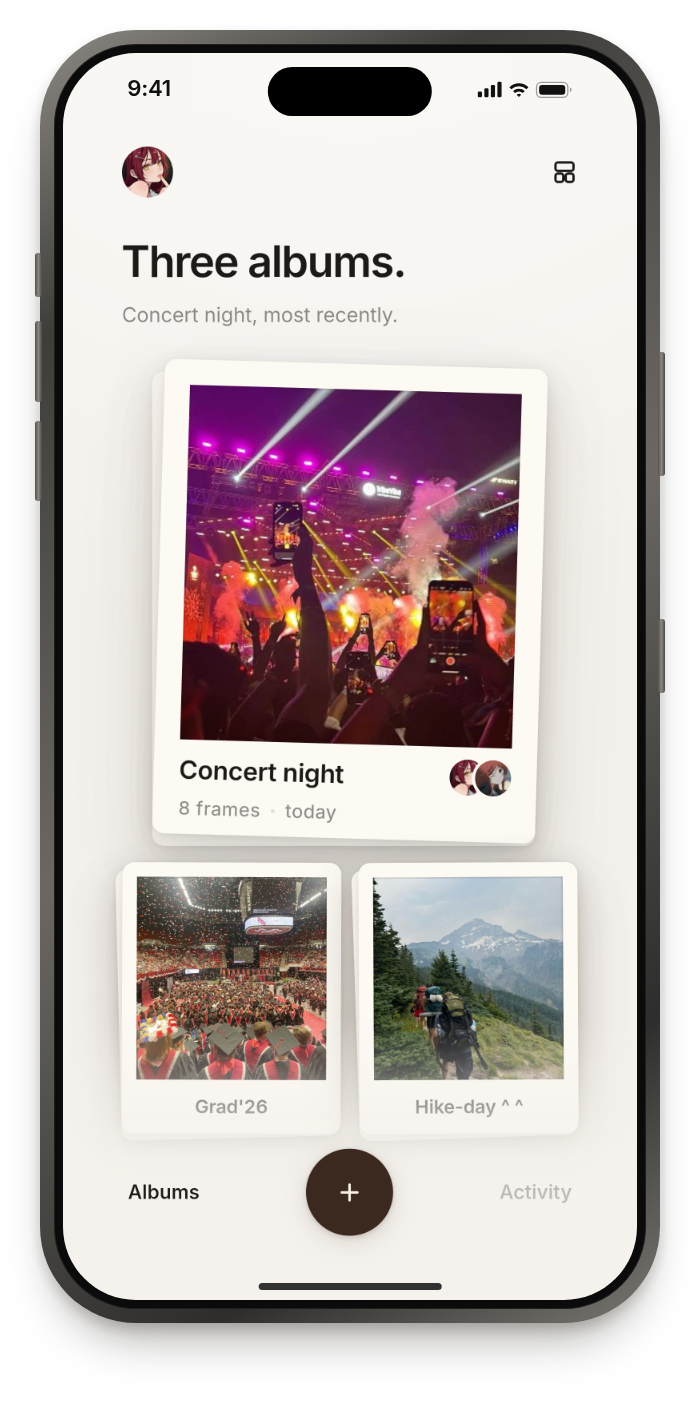 9:41
Three albums.
Concert night, most recently.
Concert night
8 frames · today
Grad'26
Hike-day ^ ^
Albums
+
Activity